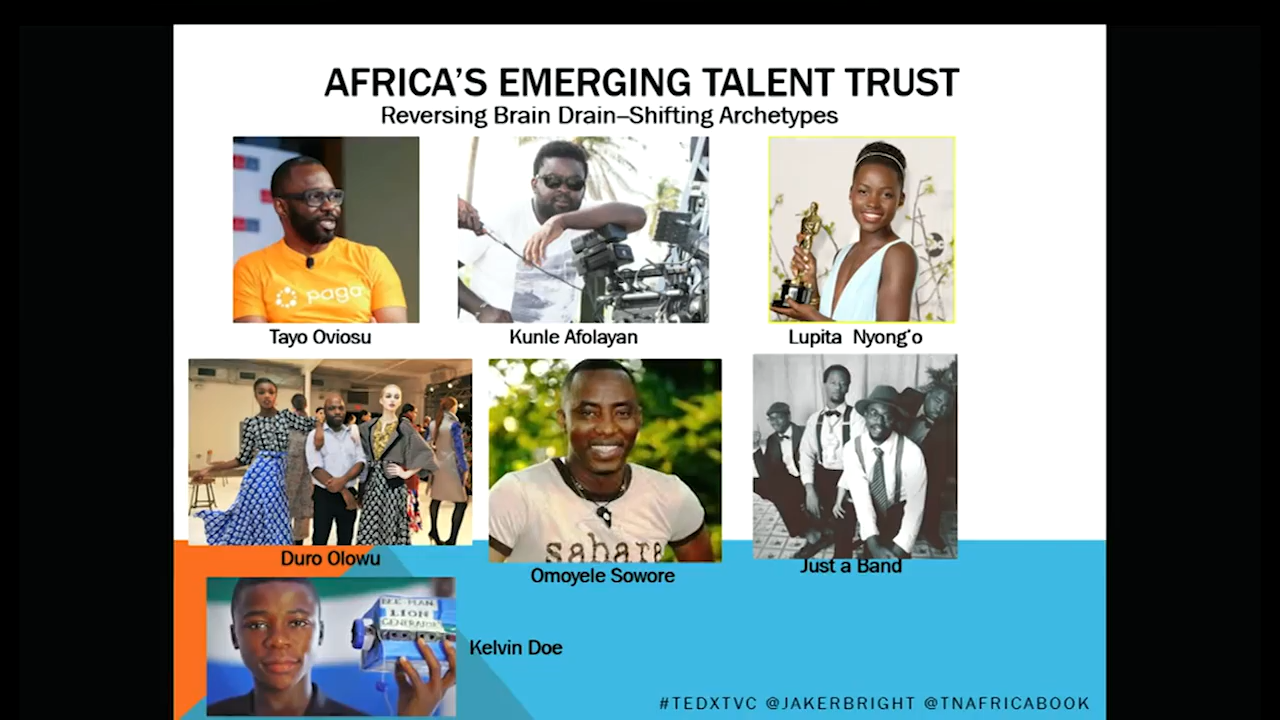 AFRICA'S EMERGING TALENT TRUST
Reversing Brain Drain–Shifting Archetypes
paga
Tayo Oviosu
Kunle Afolayan
Lupita Nyong'o
Duro Olowu
sahara
Omoyele Sowore
Just a Band
LION
GENERATOR
Kelvin Doe
#TEDXTVC @JAKERBRIGHT @TNAFRICABOOK